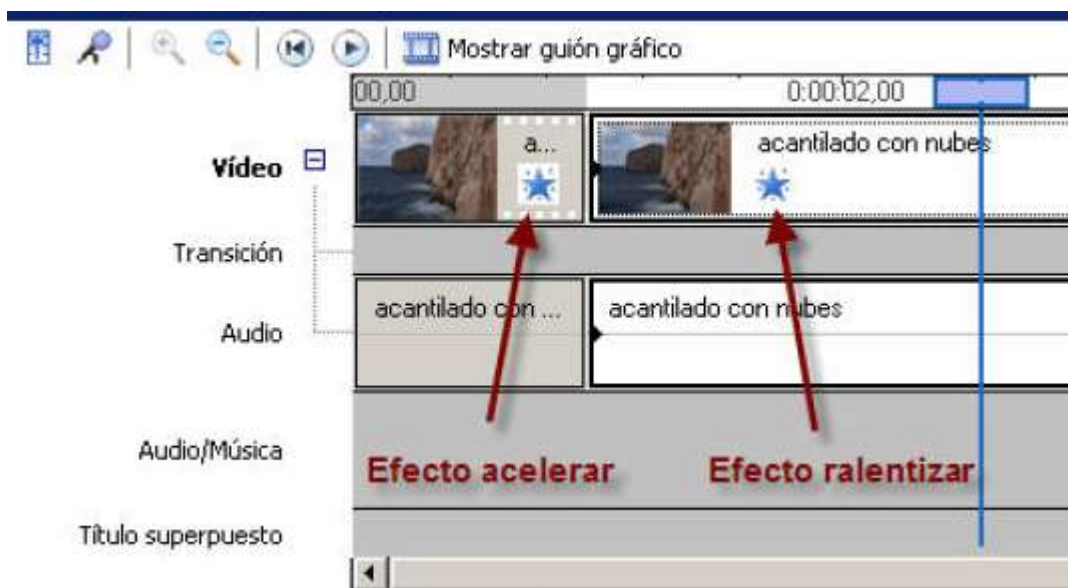 Mostrar guión gráfico
00,00 0:00:02,00
Vídeo a... acantilado con nubes
Transición
Audio acantilado con ... acantilado con nubes
Audio/Música
Efecto acelerar Efecto ralentizar
Título superpuesto